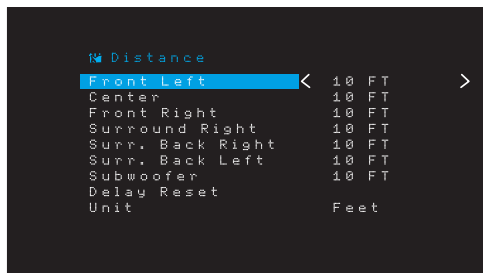 Distance
Front Left < 10 FT >
Center 10 FT
Front Right 10 FT
Surround Right 10 FT
Surr. Back Right 10 FT
Surr. Back Left 10 FT
Subwoofer 10 FT
Delay Reset
Unit Feet